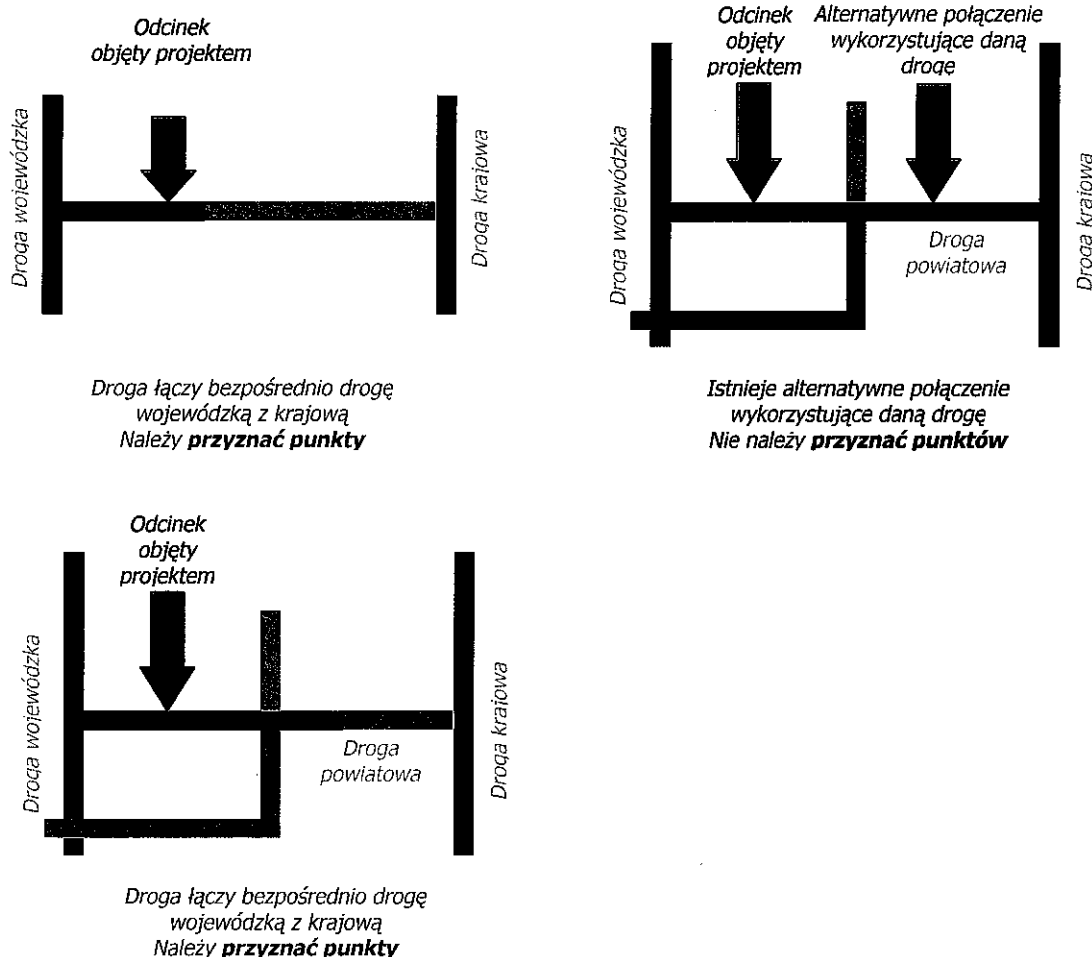 Odcinek
objęty projektem
Droga wojewódzka
Droga krajowa
Droga łączy bezpośrednio drogę
wojewódzką z krajową
Należy przyznać punkty
Odcinek
objęty
projektem
Alternatywne połączenie
wykorzystujące daną
drogę
Droga wojewódzka
Droga
powiatowa
Droga krajowa
Istnieje alternatywne połączenie
wykorzystujące daną drogę
Nie należy przyznać punktów
Odcinek
objęty
projektem
Droga wojewódzka
Droga
powiatowa
Droga krajowa
Droga łączy bezpośrednio drogę
wojewódzką z krajową
Należy przyznać punkty